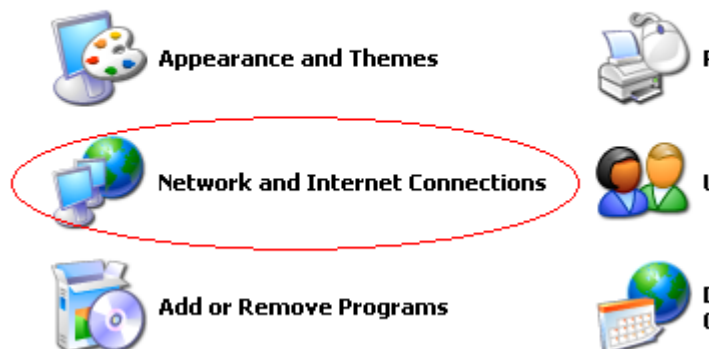 Appearance and Themes
Network and Internet Connections
Add or Remove Programs